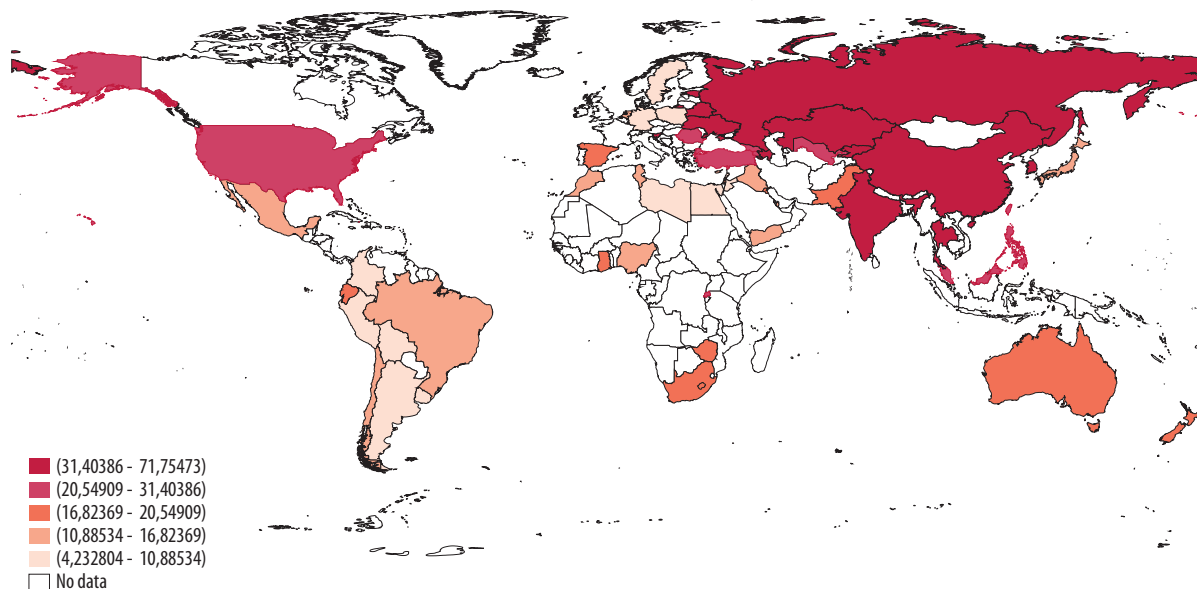 (31,40386 - 71,75473)
(20,54909 - 31,40386)
(16,82369 - 20,54909)
(10,88534 - 16,82369)
(4,232804 - 10,88534)
No data